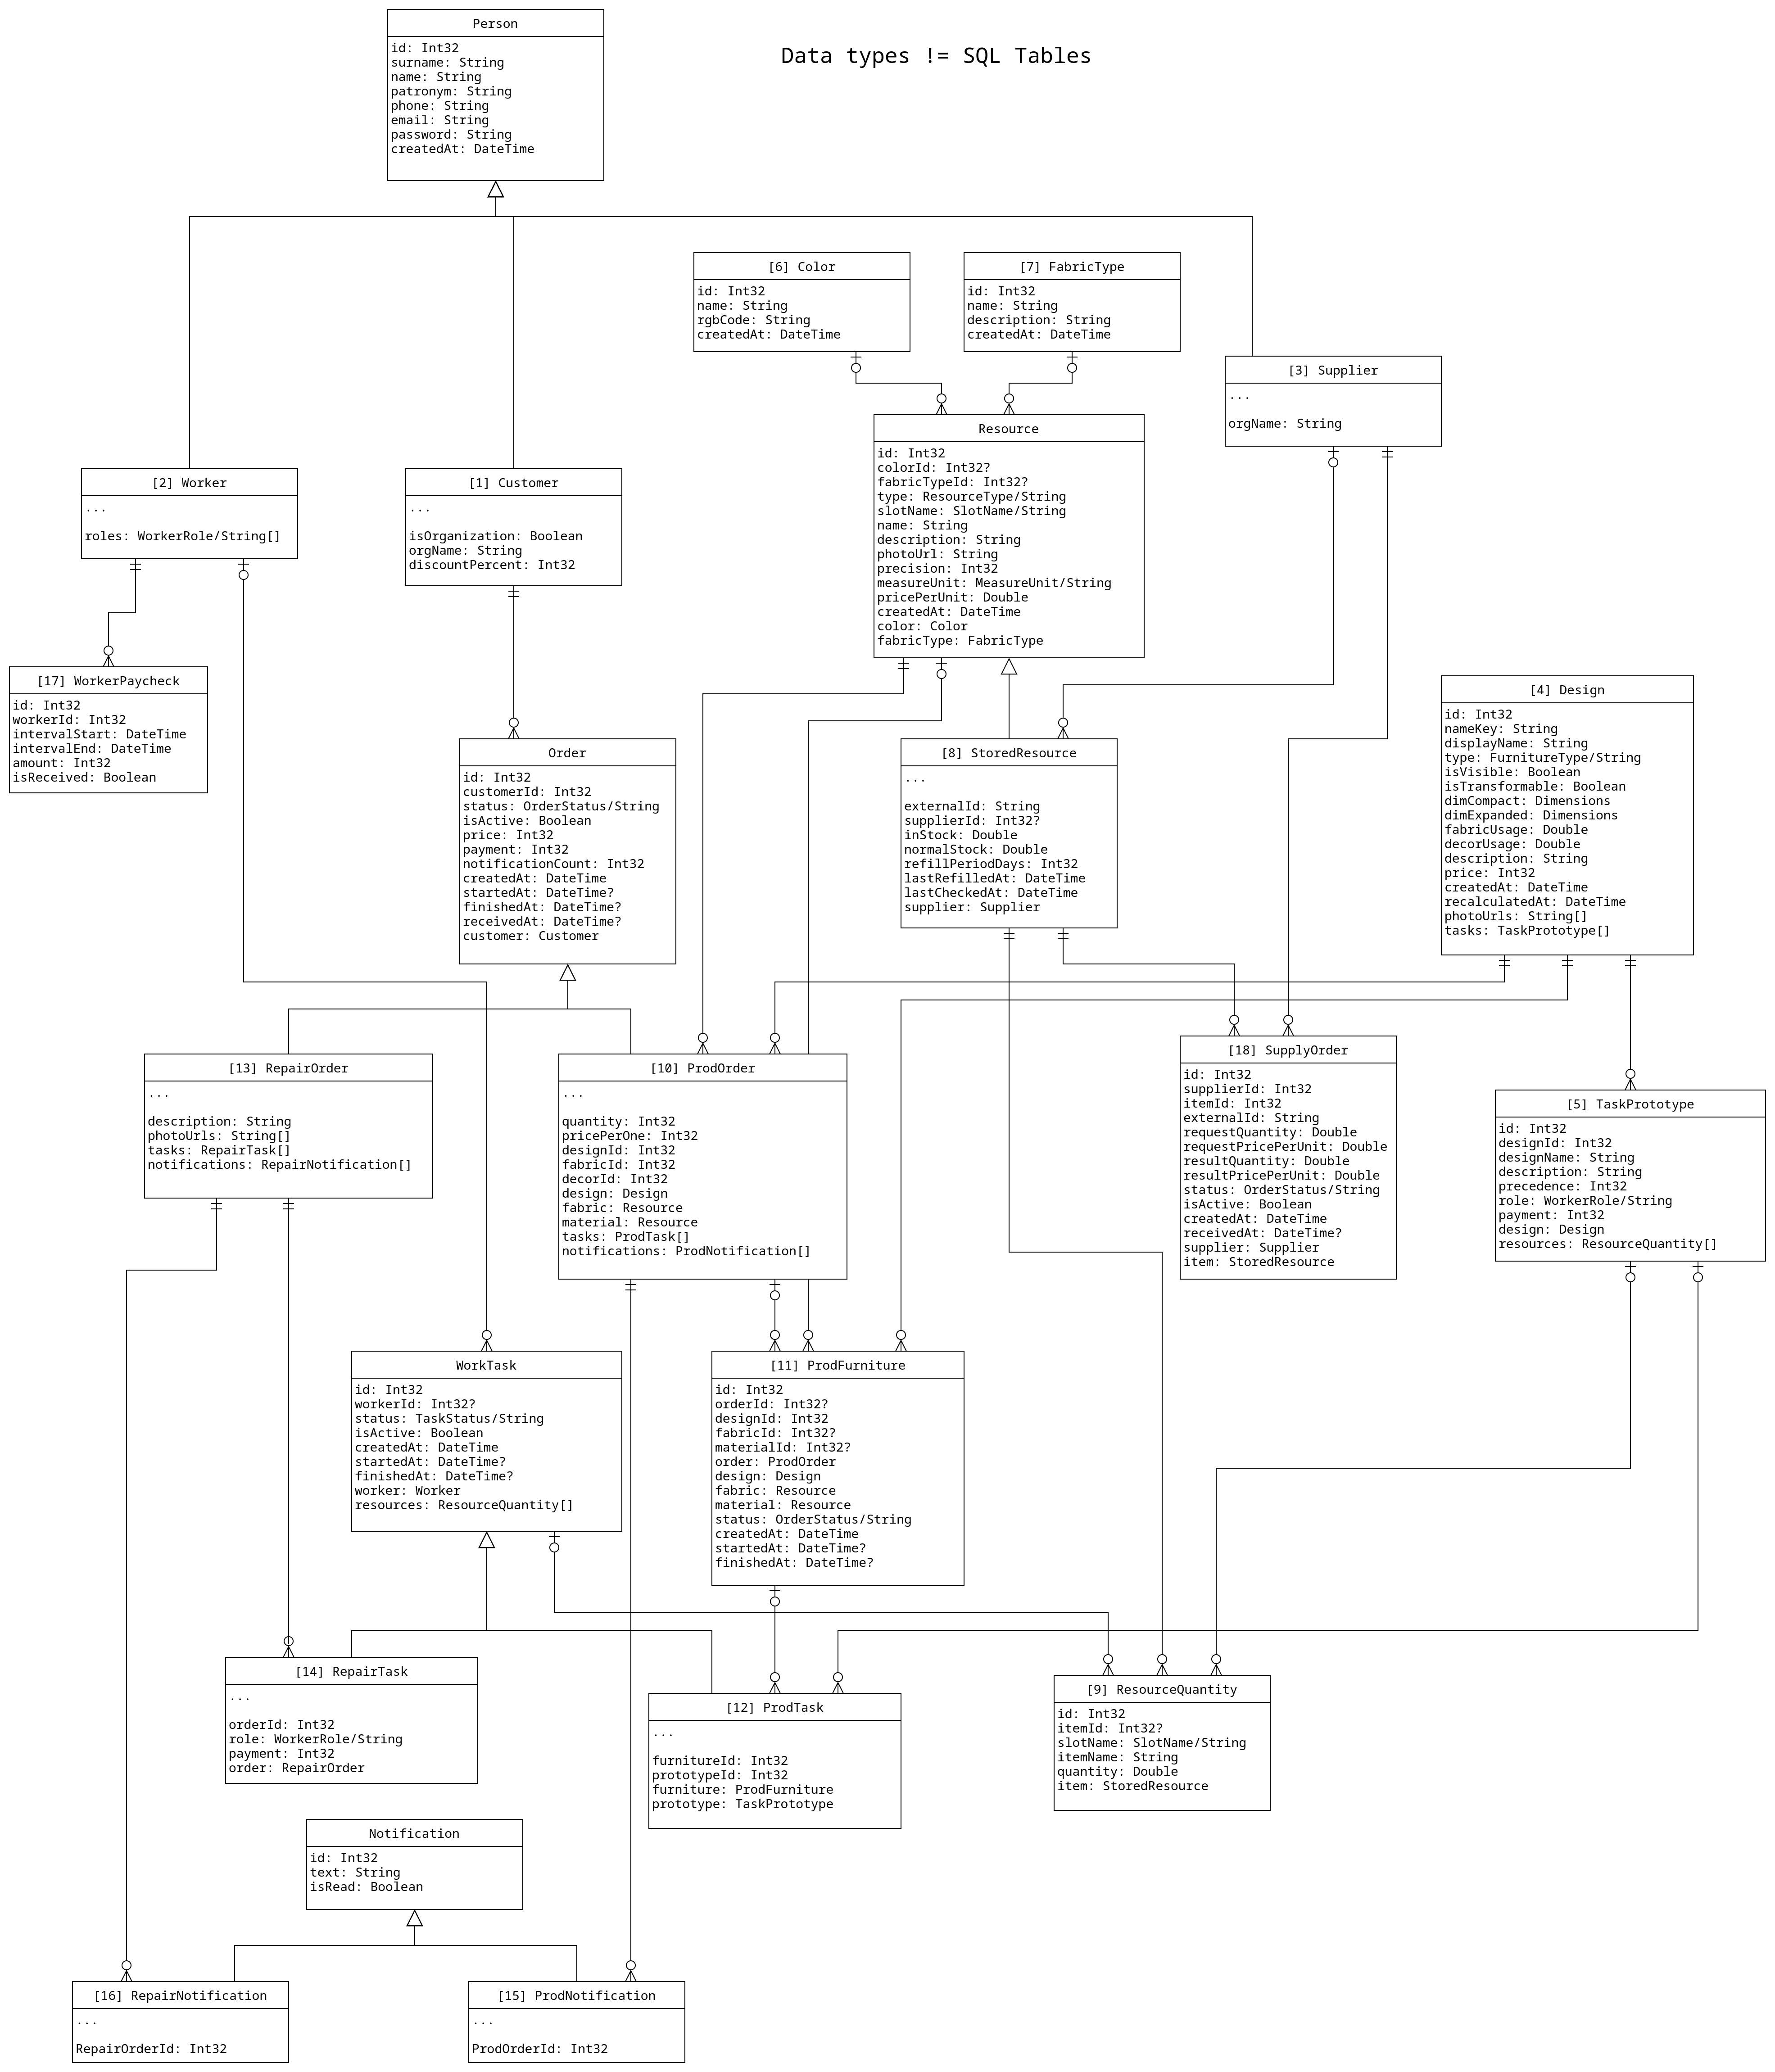 Person
id: Int32
surname: String
name: String
patronym: String
phone: String
email: String
password: String
createdAt: DateTime
Data types != SQL Tables
[6] Color
id: Int32
name: String
rgbCode: String
createdAt: DateTime
[7] FabricType
id: Int32
name: String
description: String
createdAt: DateTime
[3] Supplier
...
orgName: String
[2] Worker
...
roles: WorkerRole/String[]
[1] Customer
...
isOrganization: Boolean
orgName: String
discountPercent: Int32
Resource
id: Int32
colorId: Int32?
fabricTypeId: Int32?
type: ResourceType/String
slotName: SlotName/String
name: String
description: String
photoUrl: String
precision: Int32
measureUnit: MeasureUnit/String
pricePerUnit: Double
createdAt: DateTime
color: Color
fabricType: FabricType
[17] WorkerPaycheck
id: Int32
workerId: Int32
intervalStart: DateTime
intervalEnd: DateTime
amount: Int32
isReceived: Boolean
Order
id: Int32
customerId: Int32
status: OrderStatus/String
isActive: Boolean
price: Int32
payment: Int32
notificationCount: Int32
createdAt: DateTime
startedAt: DateTime?
finishedAt: DateTime?
receivedAt: DateTime?
customer: Customer
[8] StoredResource
...
externalId: String
supplierId: Int32?
inStock: Double
normalStock: Double
refillPeriodDays: Int32
lastRefilledAt: DateTime
lastCheckedAt: DateTime
supplier: Supplier
[4] Design
id: Int32
nameKey: String
displayName: String
type: FurnitureType/String
isVisible: Boolean
isTransformable: Boolean
dimCompact: Dimensions
dimExpanded: Dimensions
fabricUsage: Double
decorUsage: Double
description: String
price: Int32
createdAt: DateTime
recalculatedAt: DateTime
photoUrls: String[]
tasks: TaskPrototype[]
[13] RepairOrder
...
description: String
photoUrls: String[]
tasks: RepairTask[]
notifications: RepairNotification[]
[10] ProdOrder
...
quantity: Int32
pricePerOne: Int32
designId: Int32
fabricId: Int32
decorId: Int32
design: Design
fabric: Resource
material: Resource
tasks: ProdTask[]
notifications: ProdNotification[]
[18] SupplyOrder
id: Int32
supplierId: Int32
itemId: Int32
externalId: String
requestQuantity: Double
requestPricePerUnit: Double
resultQuantity: Double
resultPricePerUnit: Double
status: OrderStatus/String
isActive: Boolean
createdAt: DateTime
receivedAt: DateTime?
supplier: Supplier
item: StoredResource
[5] TaskPrototype
id: Int32
designId: Int32
designName: String
description: String
precedence: Int32
role: WorkerRole/String
payment: Int32
design: Design
resources: ResourceQuantity[]
WorkTask
id: Int32
workerId: Int32?
status: TaskStatus/String
isActive: Boolean
createdAt: DateTime
startedAt: DateTime?
finishedAt: DateTime?
worker: Worker
resources: ResourceQuantity[]
[11] ProdFurniture
id: Int32
orderId: Int32?
designId: Int32
fabricId: Int32?
materialId: Int32?
order: ProdOrder
design: Design
fabric: Resource
material: Resource
status: OrderStatus/String
createdAt: DateTime
startedAt: DateTime?
finishedAt: DateTime?
[14] RepairTask
...
orderId: Int32
role: WorkerRole/String
payment: Int32
order: RepairOrder
[12] ProdTask
...
furnitureId: Int32
prototypeId: Int32
furniture: ProdFurniture
prototype: TaskPrototype
[9] ResourceQuantity
id: Int32
itemId: Int32?
slotName: SlotName/String
itemName: String
quantity: Double
item: StoredResource
Notification
id: Int32
text: String
isRead: Boolean
[16] RepairNotification
...
RepairOrderId: Int32
[15] ProdNotification
...
ProdOrderId: Int32